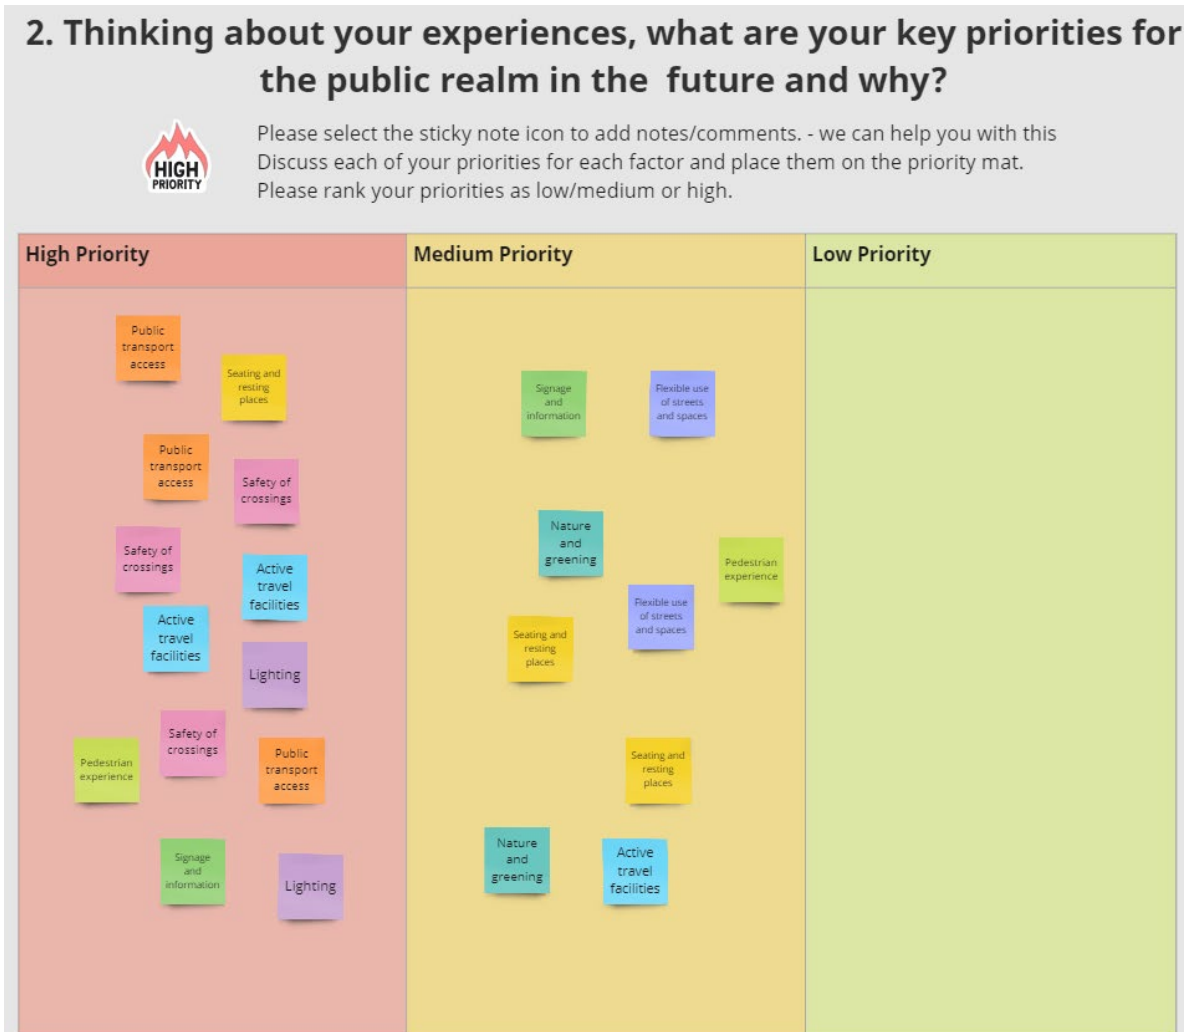 2. Thinking about your experiences, what are your key priorities for
the public realm in the future and why?
HIGH
PRIORITY
Please select the sticky note icon to add notes/comments. - we can help you with this
Discuss each of your priorities for each factor and place them on the priority mat.
Please rank your priorities as low/medium or high.
High Priority
Public
transport
access
Seating and
resting
places
Public
transport
access
Safety of
crossings
Safety of
crossings
Active
travel
facilities
Active
travel
facilities
Lighting
Safety of
crossings
Pedestrian
experience
Public
transport
access
Signage
and
information
Lighting
Medium Priority
Signage
and
information
Flexible use
of streets
and spaces
Nature
and
greening
Pedestrian
experience
Flexible use
of streets
and spaces
Seating and
resting
places
Seating and
resting
places
Nature
and
greening
Active
travel
facilities
Low Priority